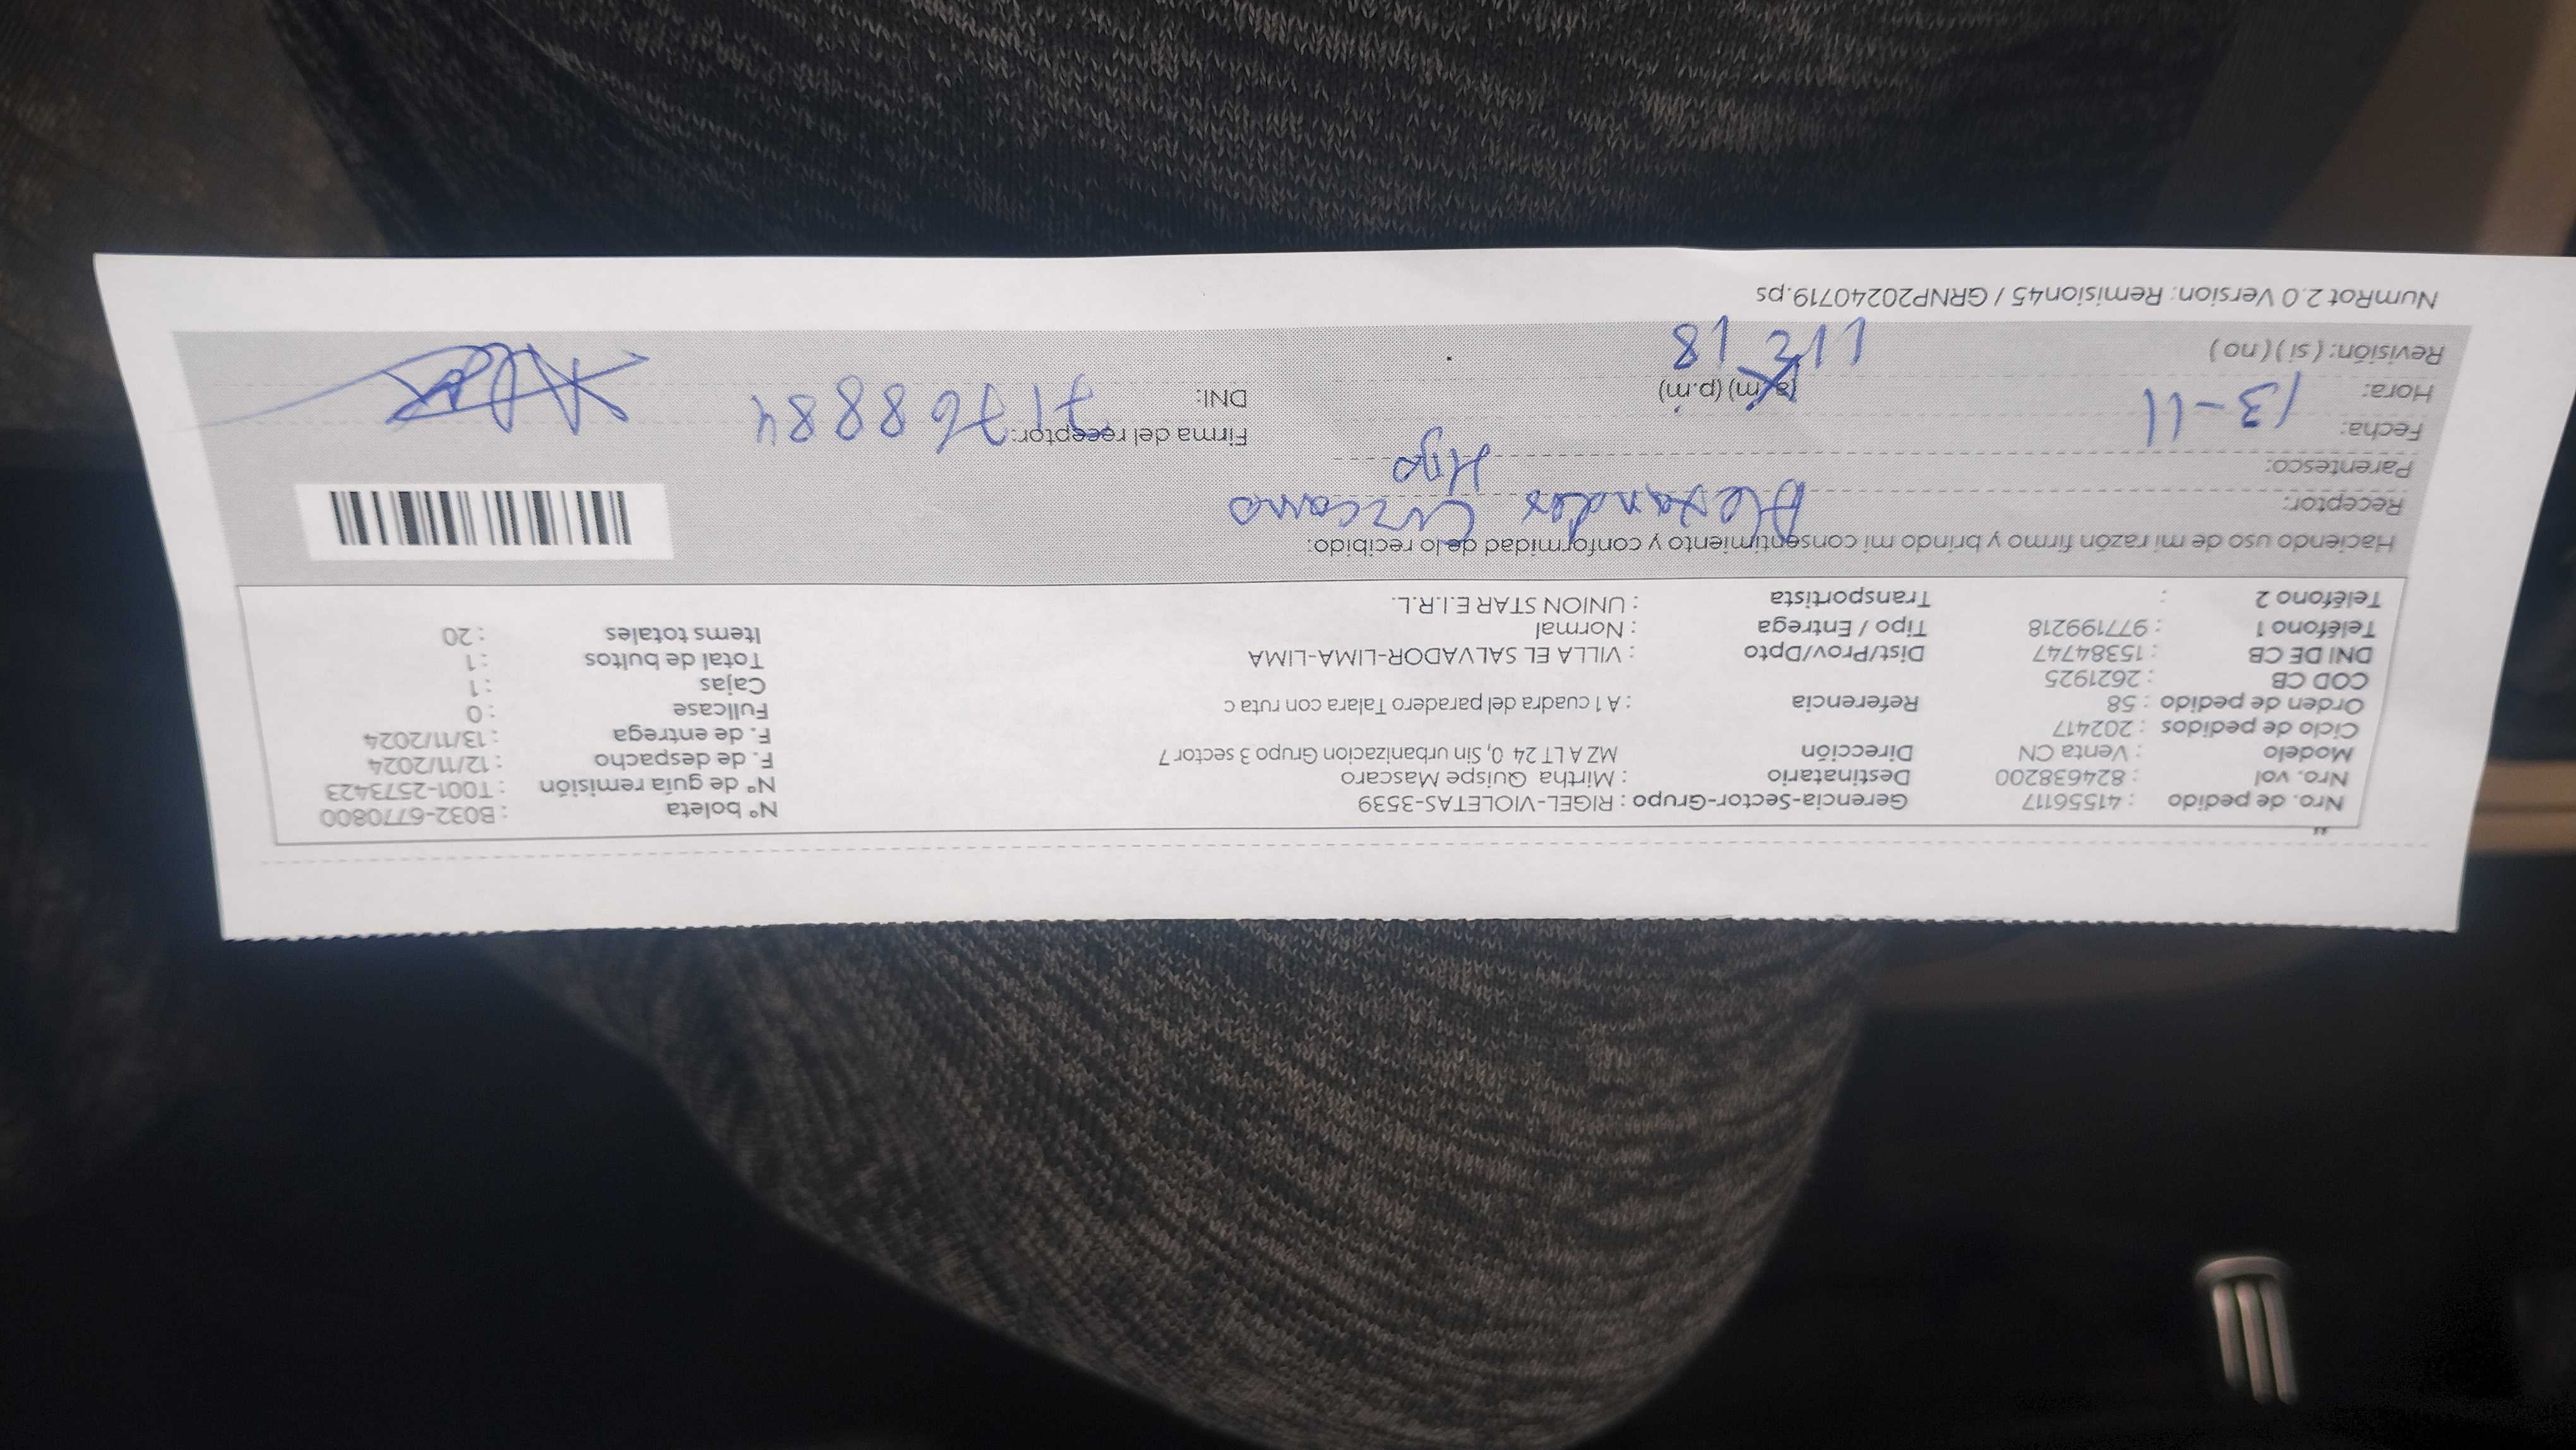 Nro. de pedido : 41556117 Gerencia-Sector-Grupo : RIGEL-VIOLETAS-3539 N° boleta : B032-6770800
Nro. vol : 824638200 Destinatario : Mirtha Quispe Mascaro N° de guía remisión : T001-2573423
Modelo : Venta CN Dirección MZ A LT 24 0, Sin urbanizacion Grupo 3 sector 7 F. de despacho : 12/11/2024
Ciclo de pedidos : 202417 F. de entrega : 13/11/2024
Orden de pedido : 58 Referencia : A 1 cuadra del paradero Talara con ruta c Fullcase : 0
COD CB : 2621925 Cajas : 1
DNI DE CB : 15384747 Dist/Prov/Dpto : VILLA EL SALVADOR-LIMA-LIMA Total de bultos : 1
Teléfono 1 : 977199218 Tipo / Entrega : Normal Items totales : 20
Teléfono 2 : Transportista : UNION STAR E.I.R.L.
Haciendo uso de mi razón firmo y brindo mi consentimiento y conformidad de lo recibido:
Receptor: Alexander Lizcano
Parentesco: Hijo
Fecha: 13-11 Firma del receptor: 71768884
Hora: (a.m) (p.m) DNI:
Revisión: ( si ) ( no ) 18
NumRot 2.0 Version: Remision45 / GRNP20240719.ps